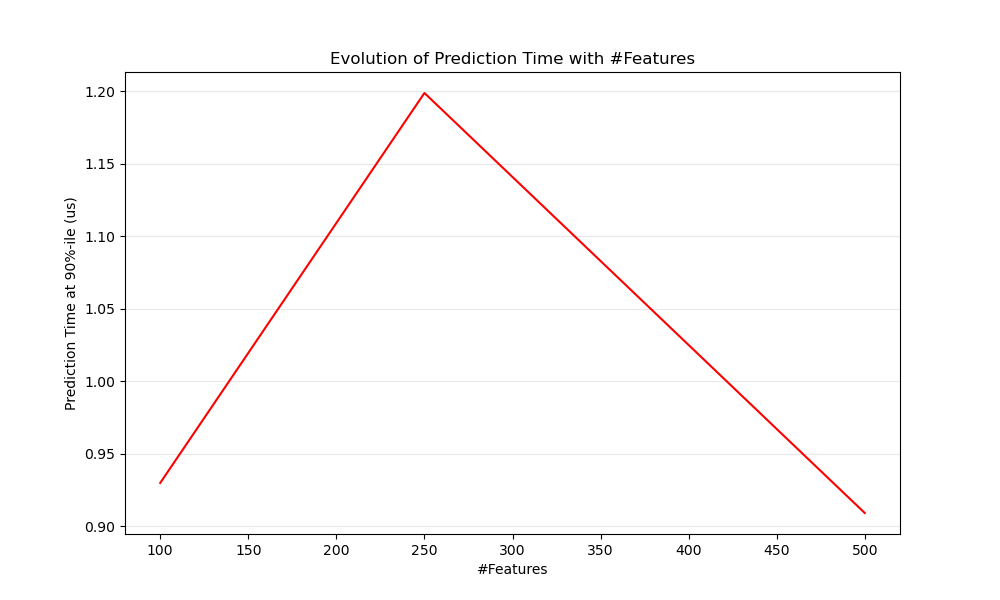 Evolution of Prediction Time with #Features
Prediction Time at 90%-ile (us)
1.20
1.15
1.10
1.05
1.00
0.95
0.90
100 150 200 250 300 350 400 450 500
#Features